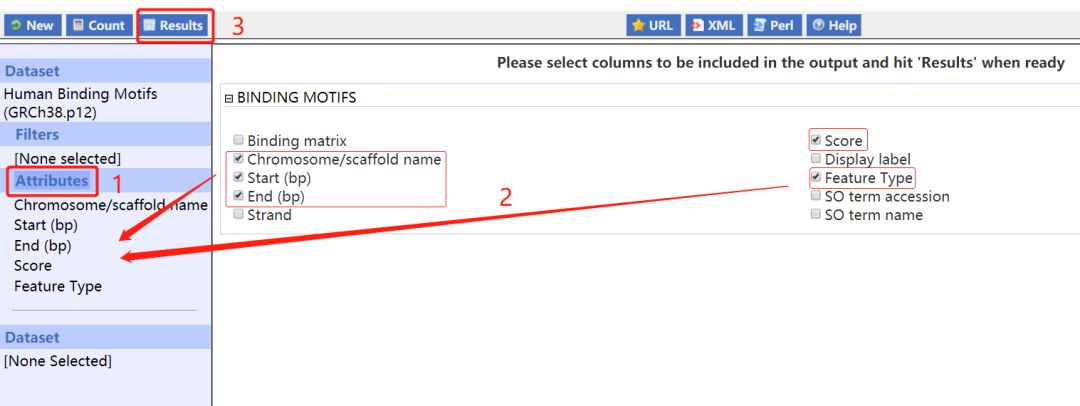 New Count Results 3 URL XML Perl Help
Please select columns to be included in the output and hit 'Results' when ready
Dataset
Human Binding Motifs
(GRCh38.p12)
Filters
[None selected]
Attributes 1
Chromosome/scaffold name
Start (bp)
End (bp)
Score
Feature Type
Dataset
[None Selected]
BINDING MOTIFS
Binding matrix
Chromosome/scaffold name
Start (bp)
End (bp)
Strand
2
Score
Display label
Feature Type
SO term accession
SO term name